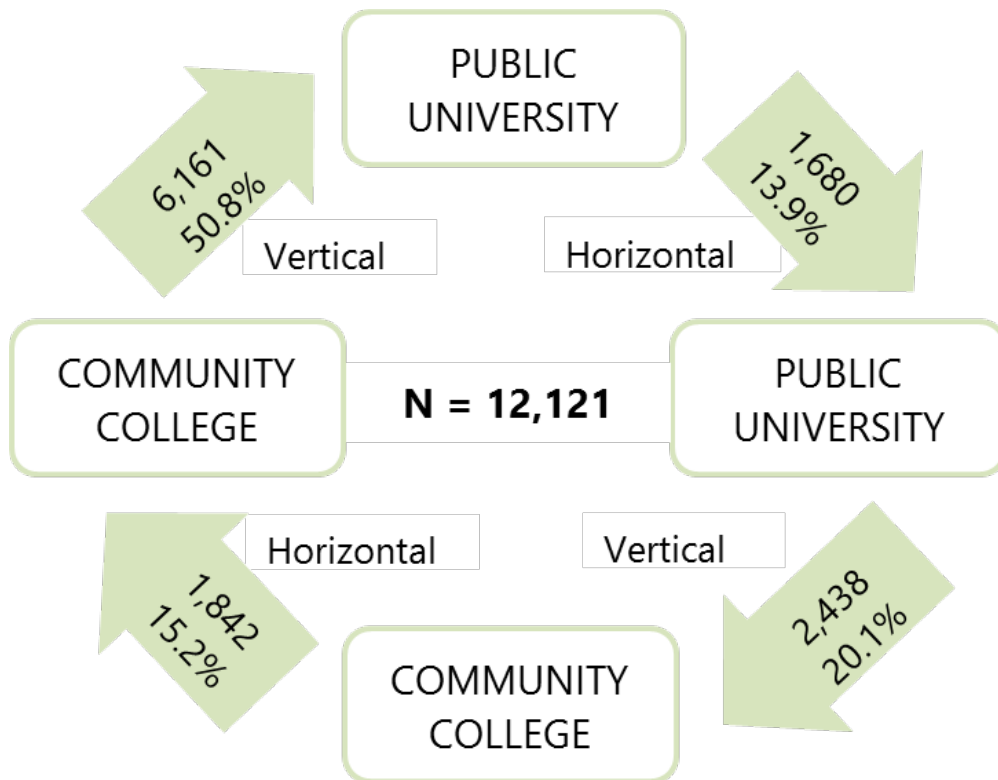 PUBLIC
UNIVERSITY
6,161
50.8%
1,680
13.9%
Vertical
Horizontal
COMMUNITY
COLLEGE
N = 12,121
PUBLIC
UNIVERSITY
Horizontal
Vertical
1,842
15.2%
2,438
20.1%
COMMUNITY
COLLEGE